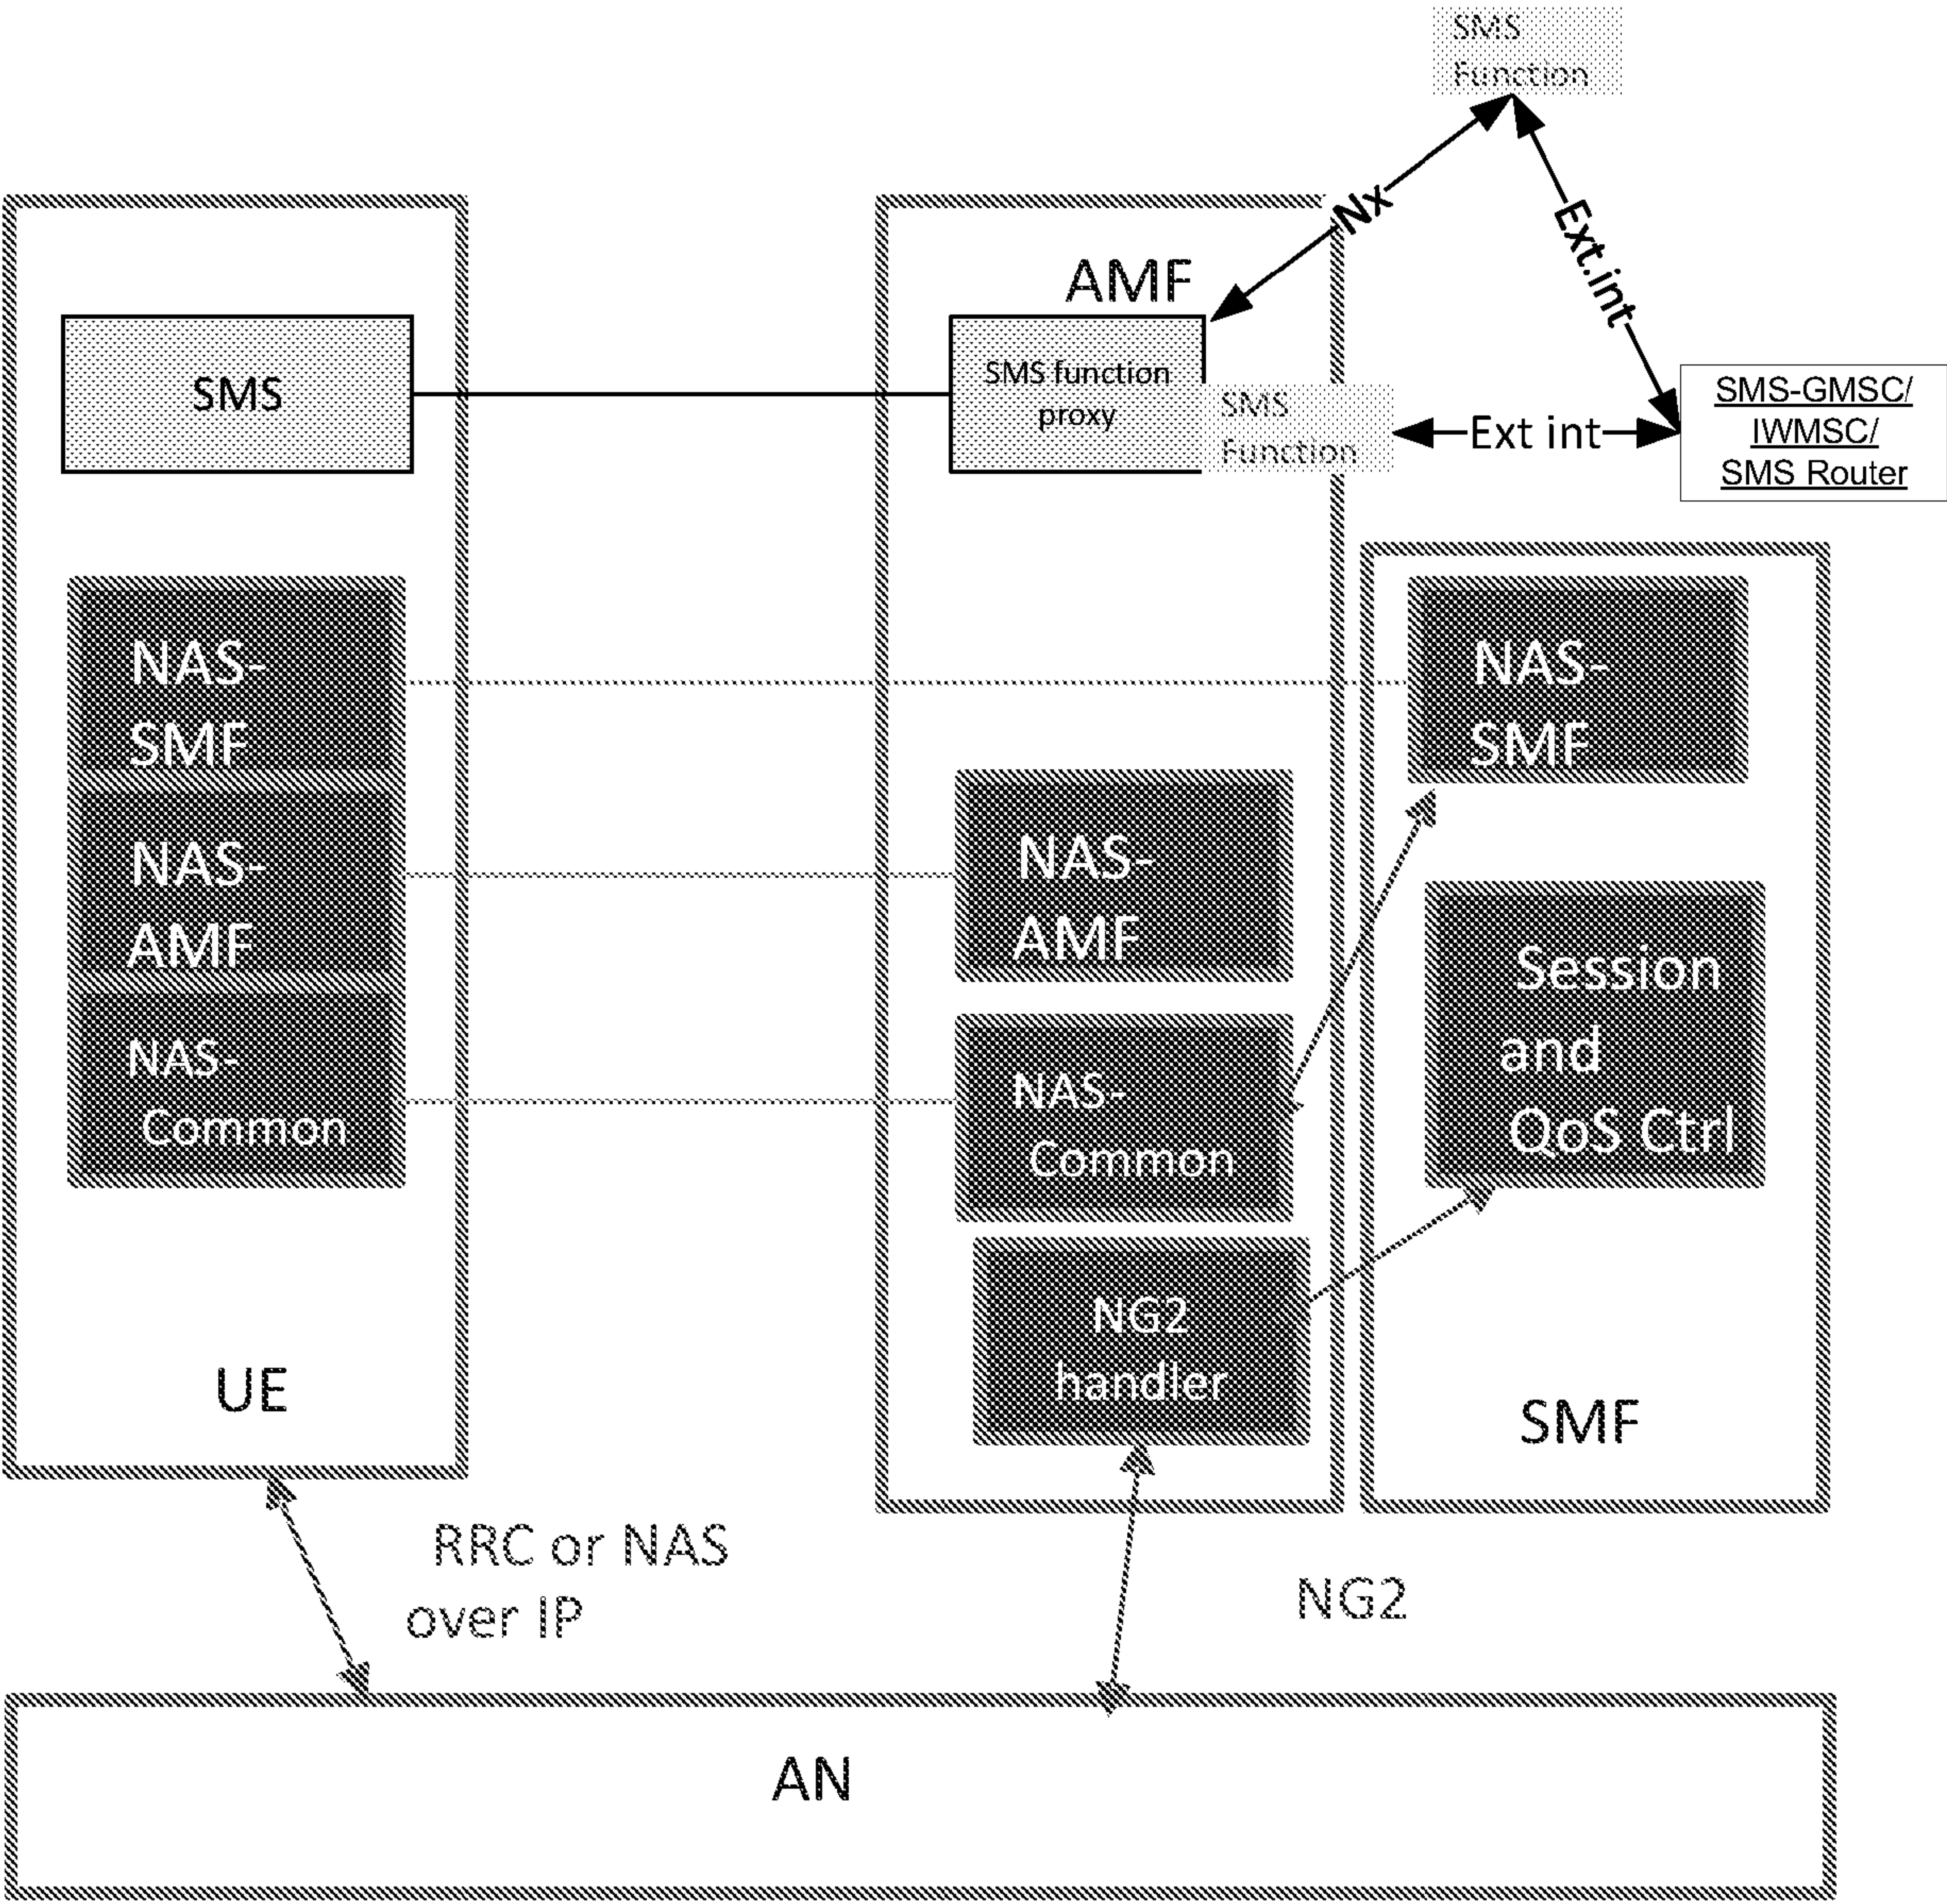 SMS
Function
Nx
Ext.int
AMF
SMS
SMS function
proxy
SMS
Function
Ext int
SMS-GMSC/
IWMSC/
SMS Router
NAS-
SMF
NAS-
AMF
NAS-
Common
UE
NAS-
AMF
NAS-
Common
NG2
handler
NAS-
SMF
Session
and
QoS Ctrl
SMF
RRC or NAS
over IP
NG2
AN